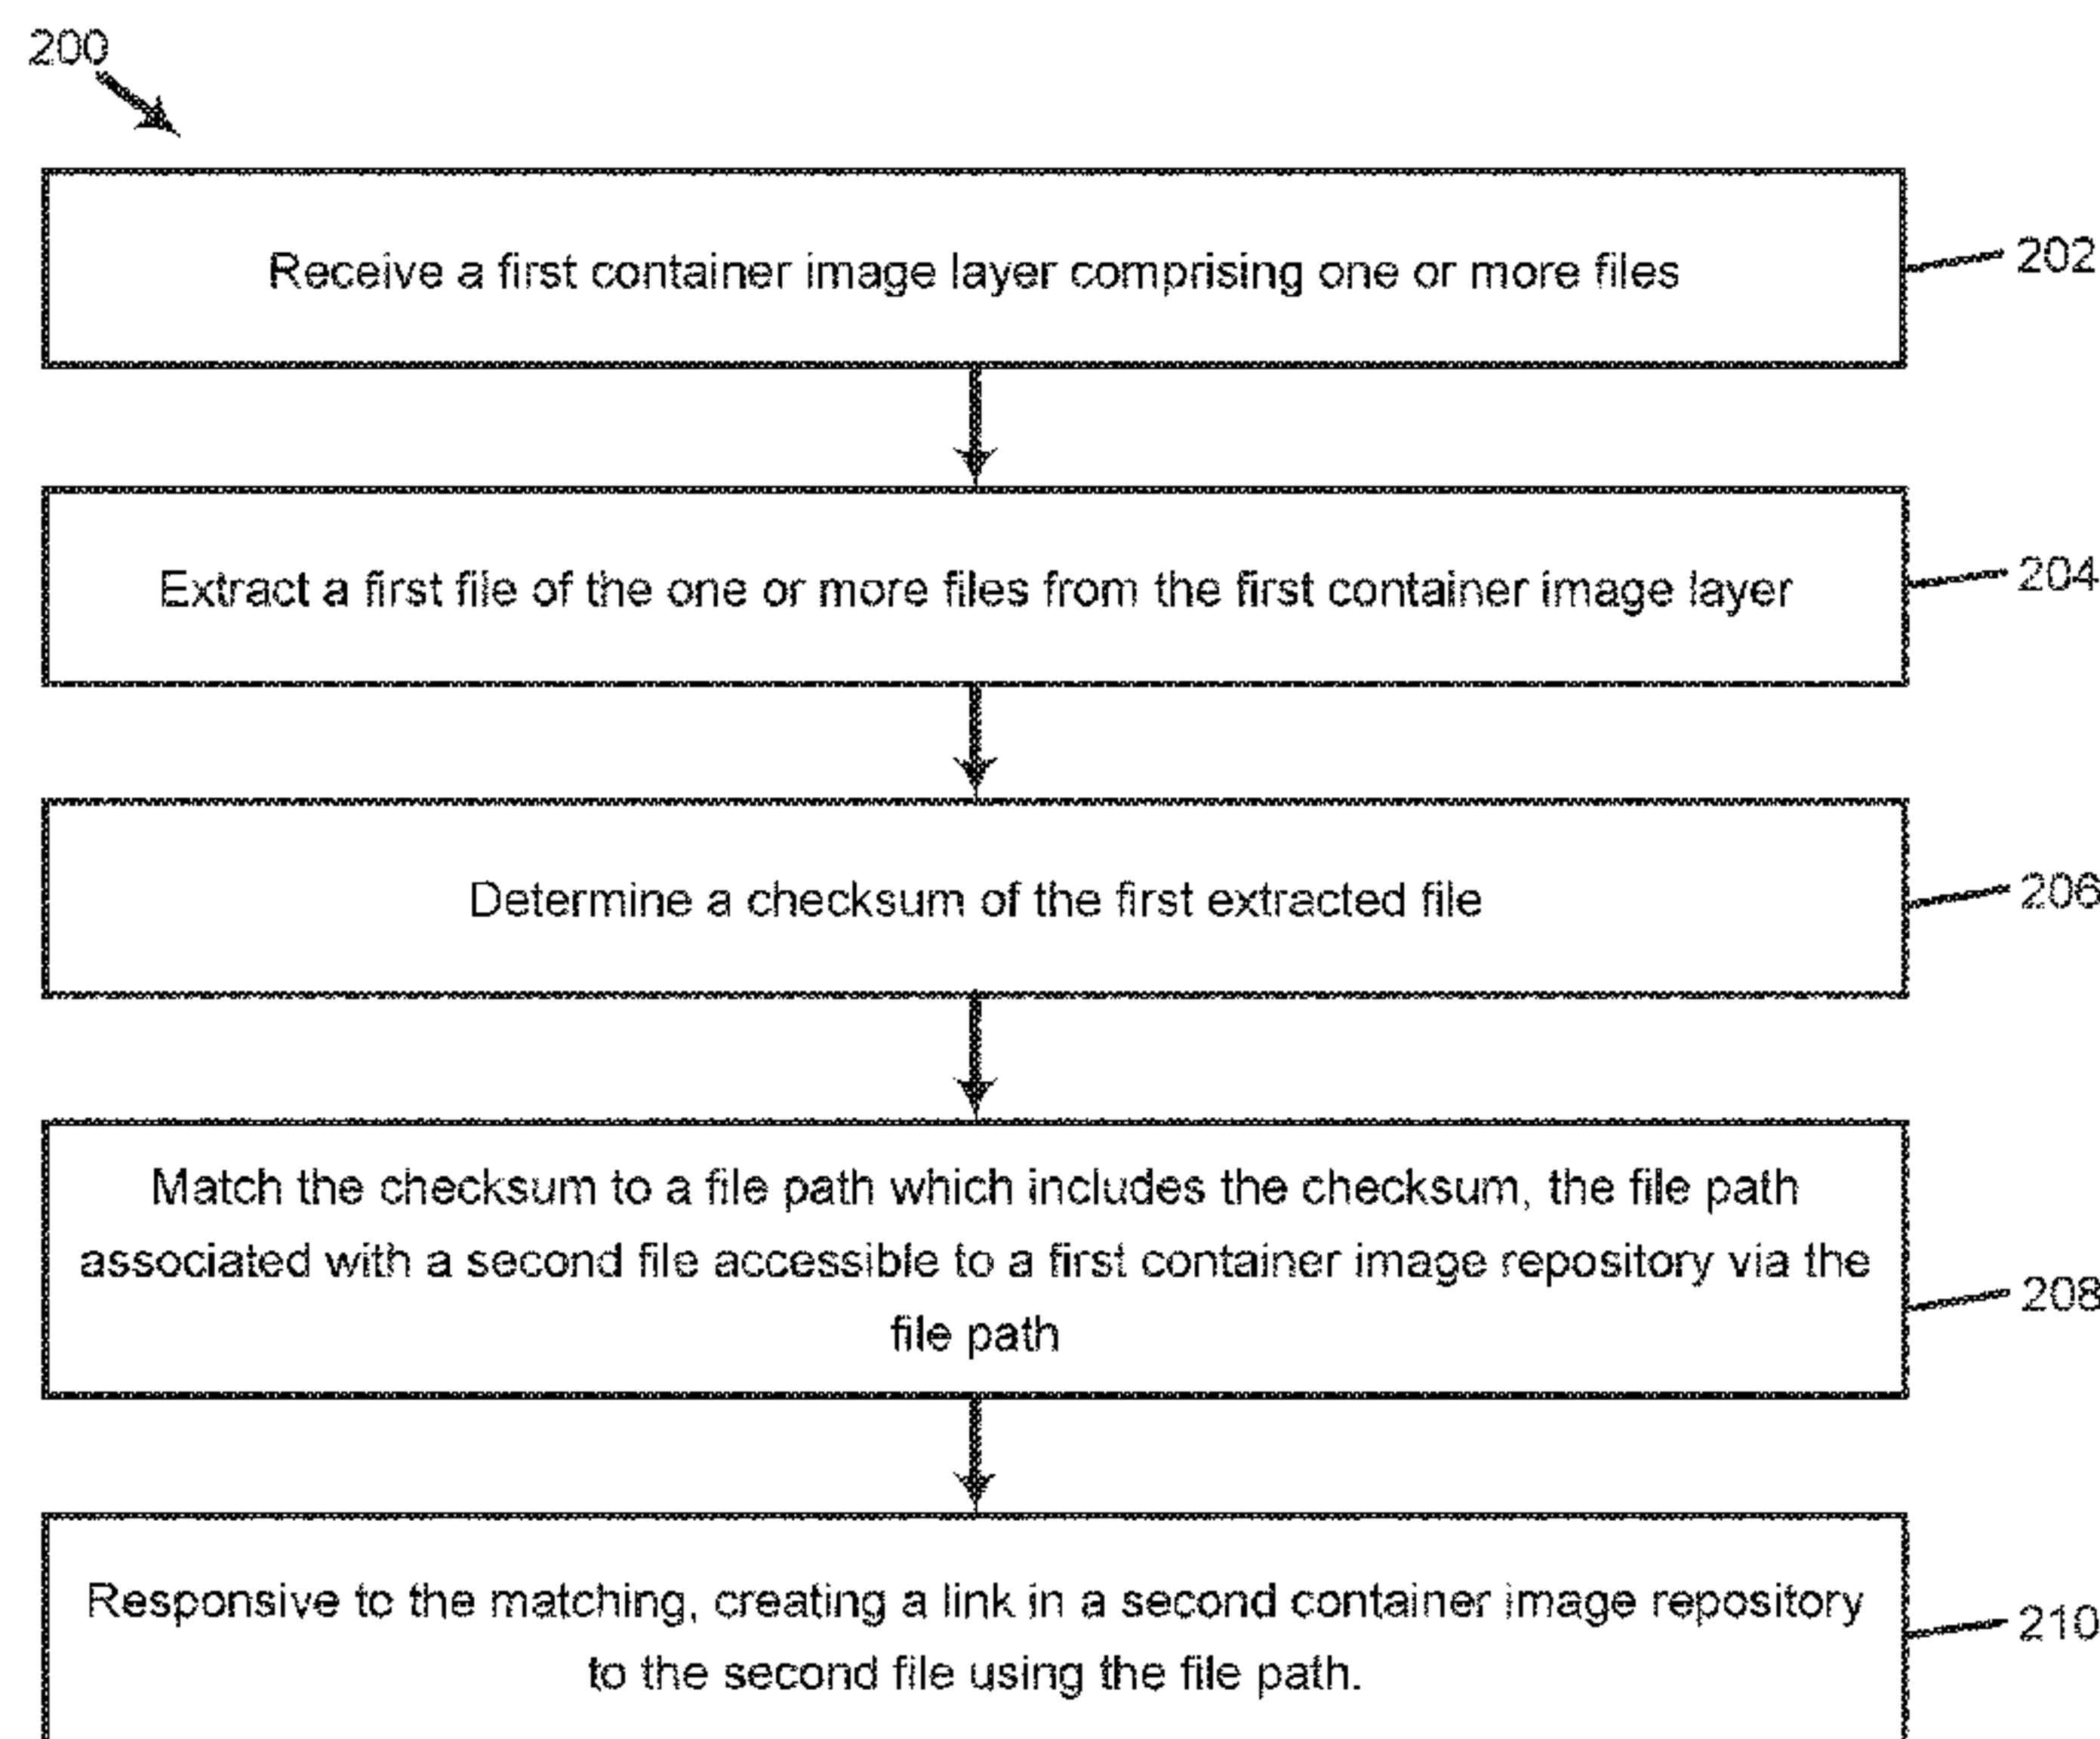 200
Receive a first container image layer comprising one or more files
202
Extract a first file of the one or more files from the first container image layer
204
Determine a checksum of the first extracted file
206
Match the checksum to a file path which includes the checksum, the file path
associated with a second file accessible to a first container image repository via the
file path
208
Responsive to the matching, creating a link in a second container image repository
to the second file using the file path.
210